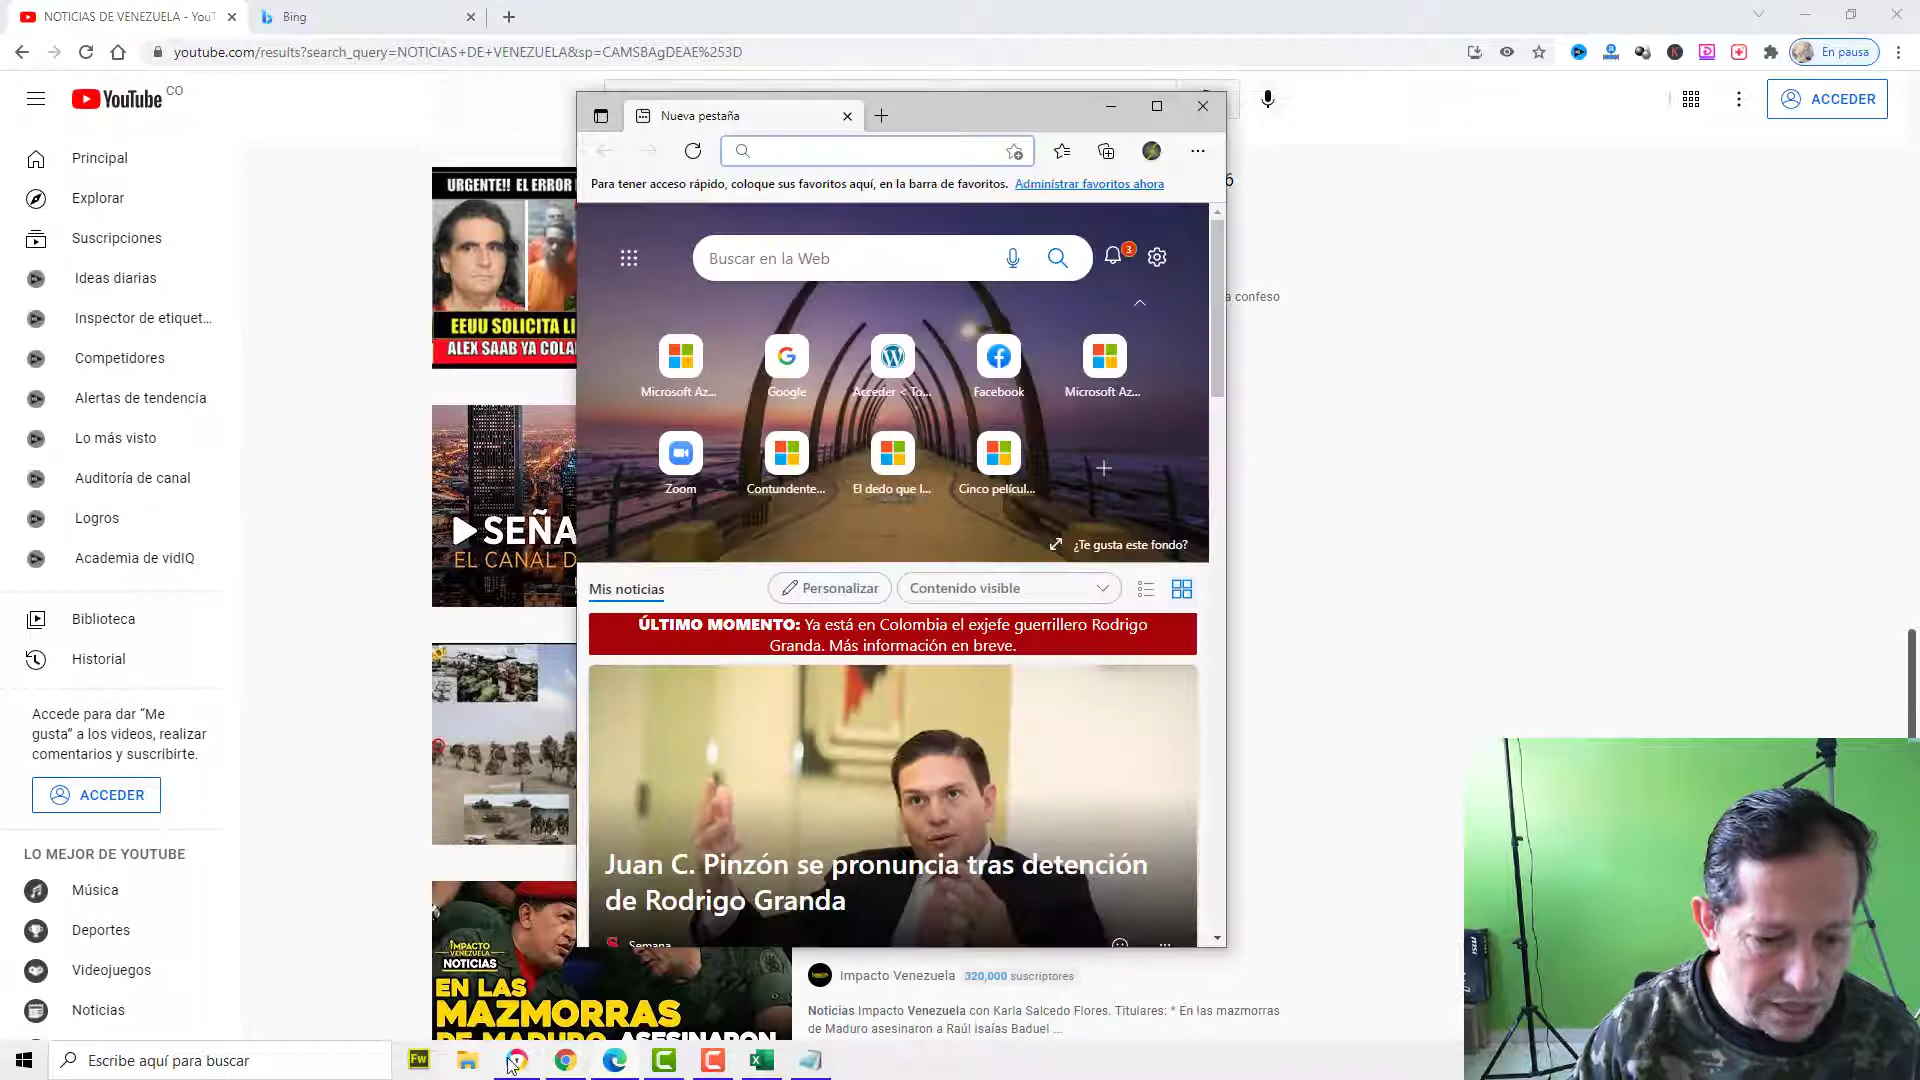 NOTICIAS DE VENEZUELA - YouT
Bing
youtube.com/results?search_query=NOTICIAS+DE+VENEZUELA&sp=CAMSBAgDEAE%253D
En pausa
YouTube CO
ACCEDER
Principal
Explorar
Suscripciones
Ideas diarias
Inspector de etiquet...
Competidores
Alertas de tendencia
Lo más visto
Auditoría de canal
Logros
Academia de vidIQ
Biblioteca
Historial
Accede para dar “Me
gusta” a los videos, realizar
comentarios y suscribirte.
ACCEDER
LO MEJOR DE YOUTUBE
Música
Deportes
Videojuegos
Noticias
URGENTE!! EL ERROR
EEUU SOLICITA LI
ALEX SAAB YA COLA
SEÑA
EL CANAL D
IMPACTO
VENEZUELA
NOTICIAS
EN LAS
MAZMORRAS
DE MADURO ASESINARON
Nueva pestaña
Para tener acceso rápido, coloque sus favoritos aquí, en la barra de favoritos. Administrar favoritos ahora
6
a confeso
Buscar en la Web
3
Microsoft Az...
Google
Acceder < To...
Facebook
Microsoft Az...
Zoom
Contundente...
El dedo que l...
Cinco películ...
¿Te gusta este fondo?
Mis noticias
Personalizar
Contenido visible
ÚLTIMO MOMENTO: Ya está en Colombia el exjefe guerrillero Rodrigo
Granda. Más información en breve.
Juan C. Pinzón se pronuncia tras detención
de Rodrigo Granda
Semana
Impacto Venezuela 320,000 suscriptores
Noticias Impacto Venezuela con Karla Salcedo Flores. Titulares: * En las mazmorras
de Maduro asesinaron a Raúl Isaías Baduel ...
Escribe aquí para buscar
Fw
msi